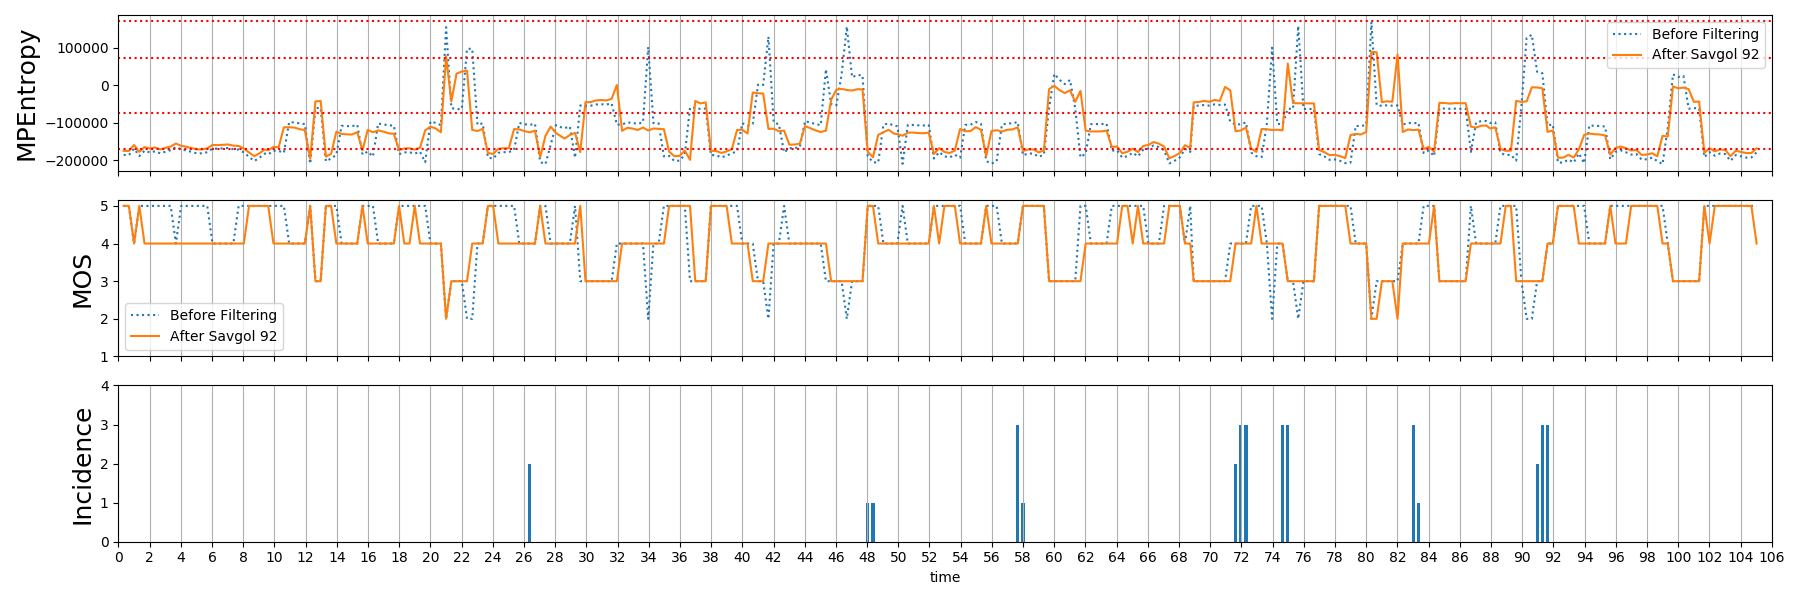 MPEntropy
100000
0
−100000
−200000
Before Filtering
After Savgol 92
MOS
5
4
3
2
1
Before Filtering
After Savgol 92
Incidence
4
3
2
1
0
0 2 4 6 8 10 12 14 16 18 20 22 24 26 28 30 32 34 36 38 40 42 44 46 48 50 52 54 56 58 60 62 64 66 68 70 72 74 76 78 80 82 84 86 88 90 92 94 96 98 100 102 104 106
time